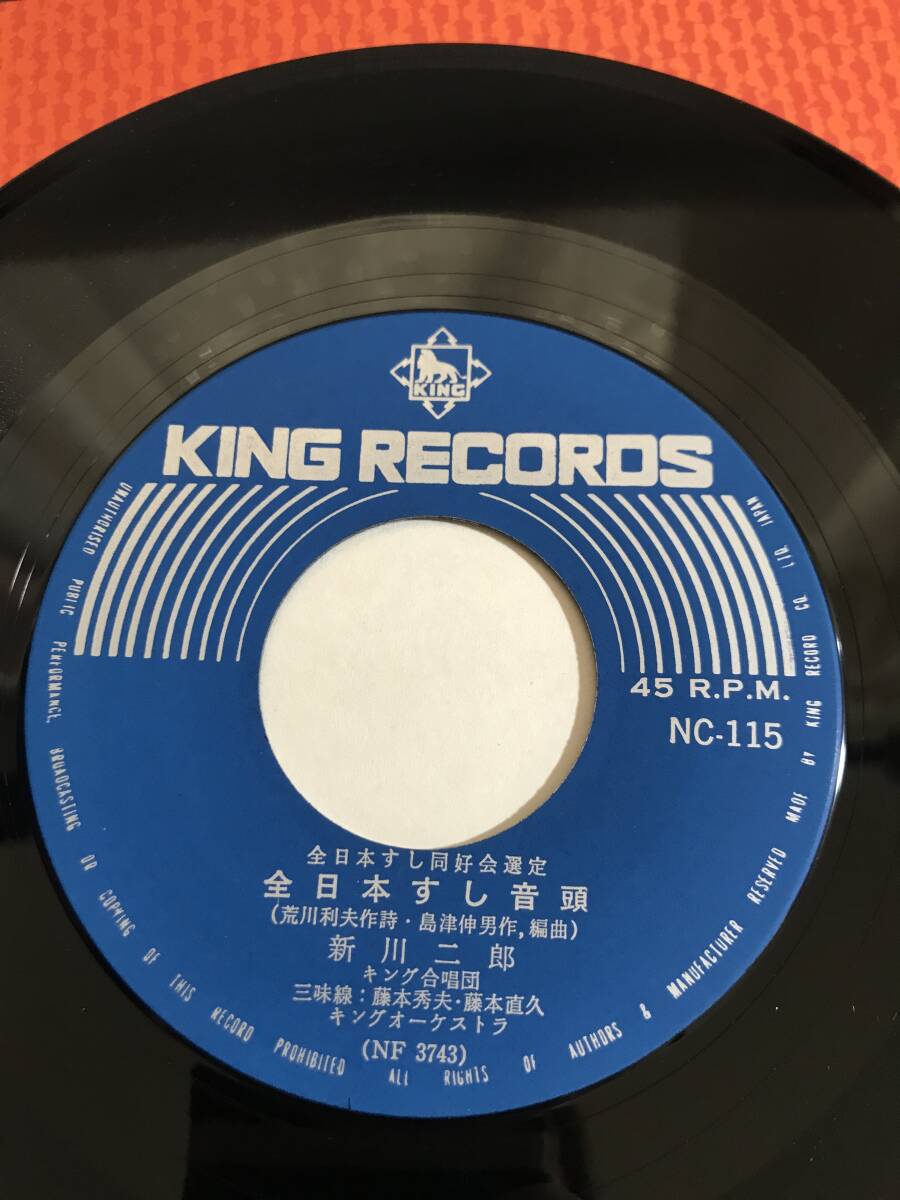 KING
KING RECORDS
45 R.P.M.
NC-115
全日本すし同好会選定
全日本すし音頭
(荒川利夫作詩・島津伸男作,編曲)
新川二郎
キング合唱団
三味線:藤本秀夫・藤本直久
キングオーケストラ
(NF 3743)
UNAUTHORISED PUBLIC PERFORMANCE, BROADCASTING OR COPYING OF THIS RECORD PROHIBITED ALL RIGHTS OF AUTHORS & MANUFACTURER RESERVED MADE BY KING RECORD CO. LTD. JAPAN